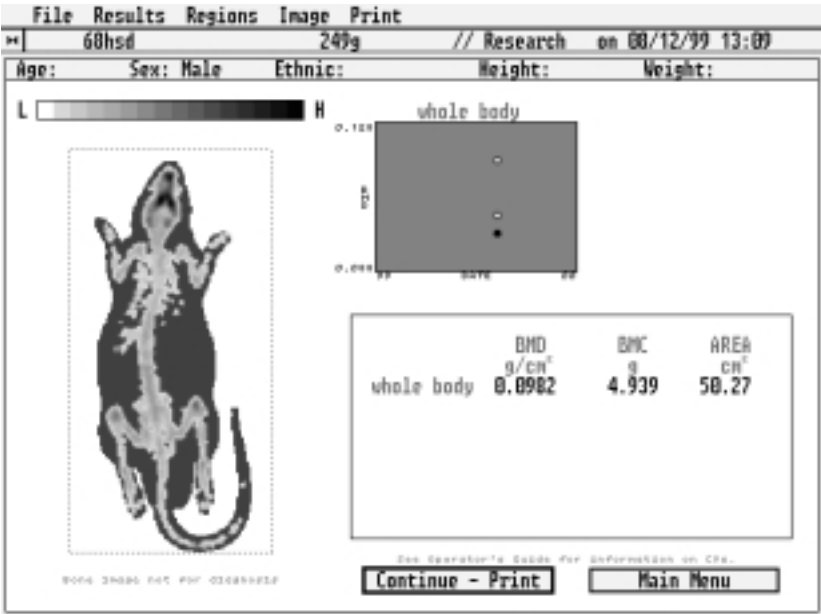 File Results Regions Image Print
68hsd 249g // Research on 08/12/99 13:09
Age: Sex: Male Ethnic: Height: Weight:
L H
whole body
DATE
BMD BMC AREA
g/cm² g cm²
whole body 0.0982 4.939 50.27
See Operator's Guide for information on CVs.
Bone Image not for diagnosis
Continue - Print Main Menu